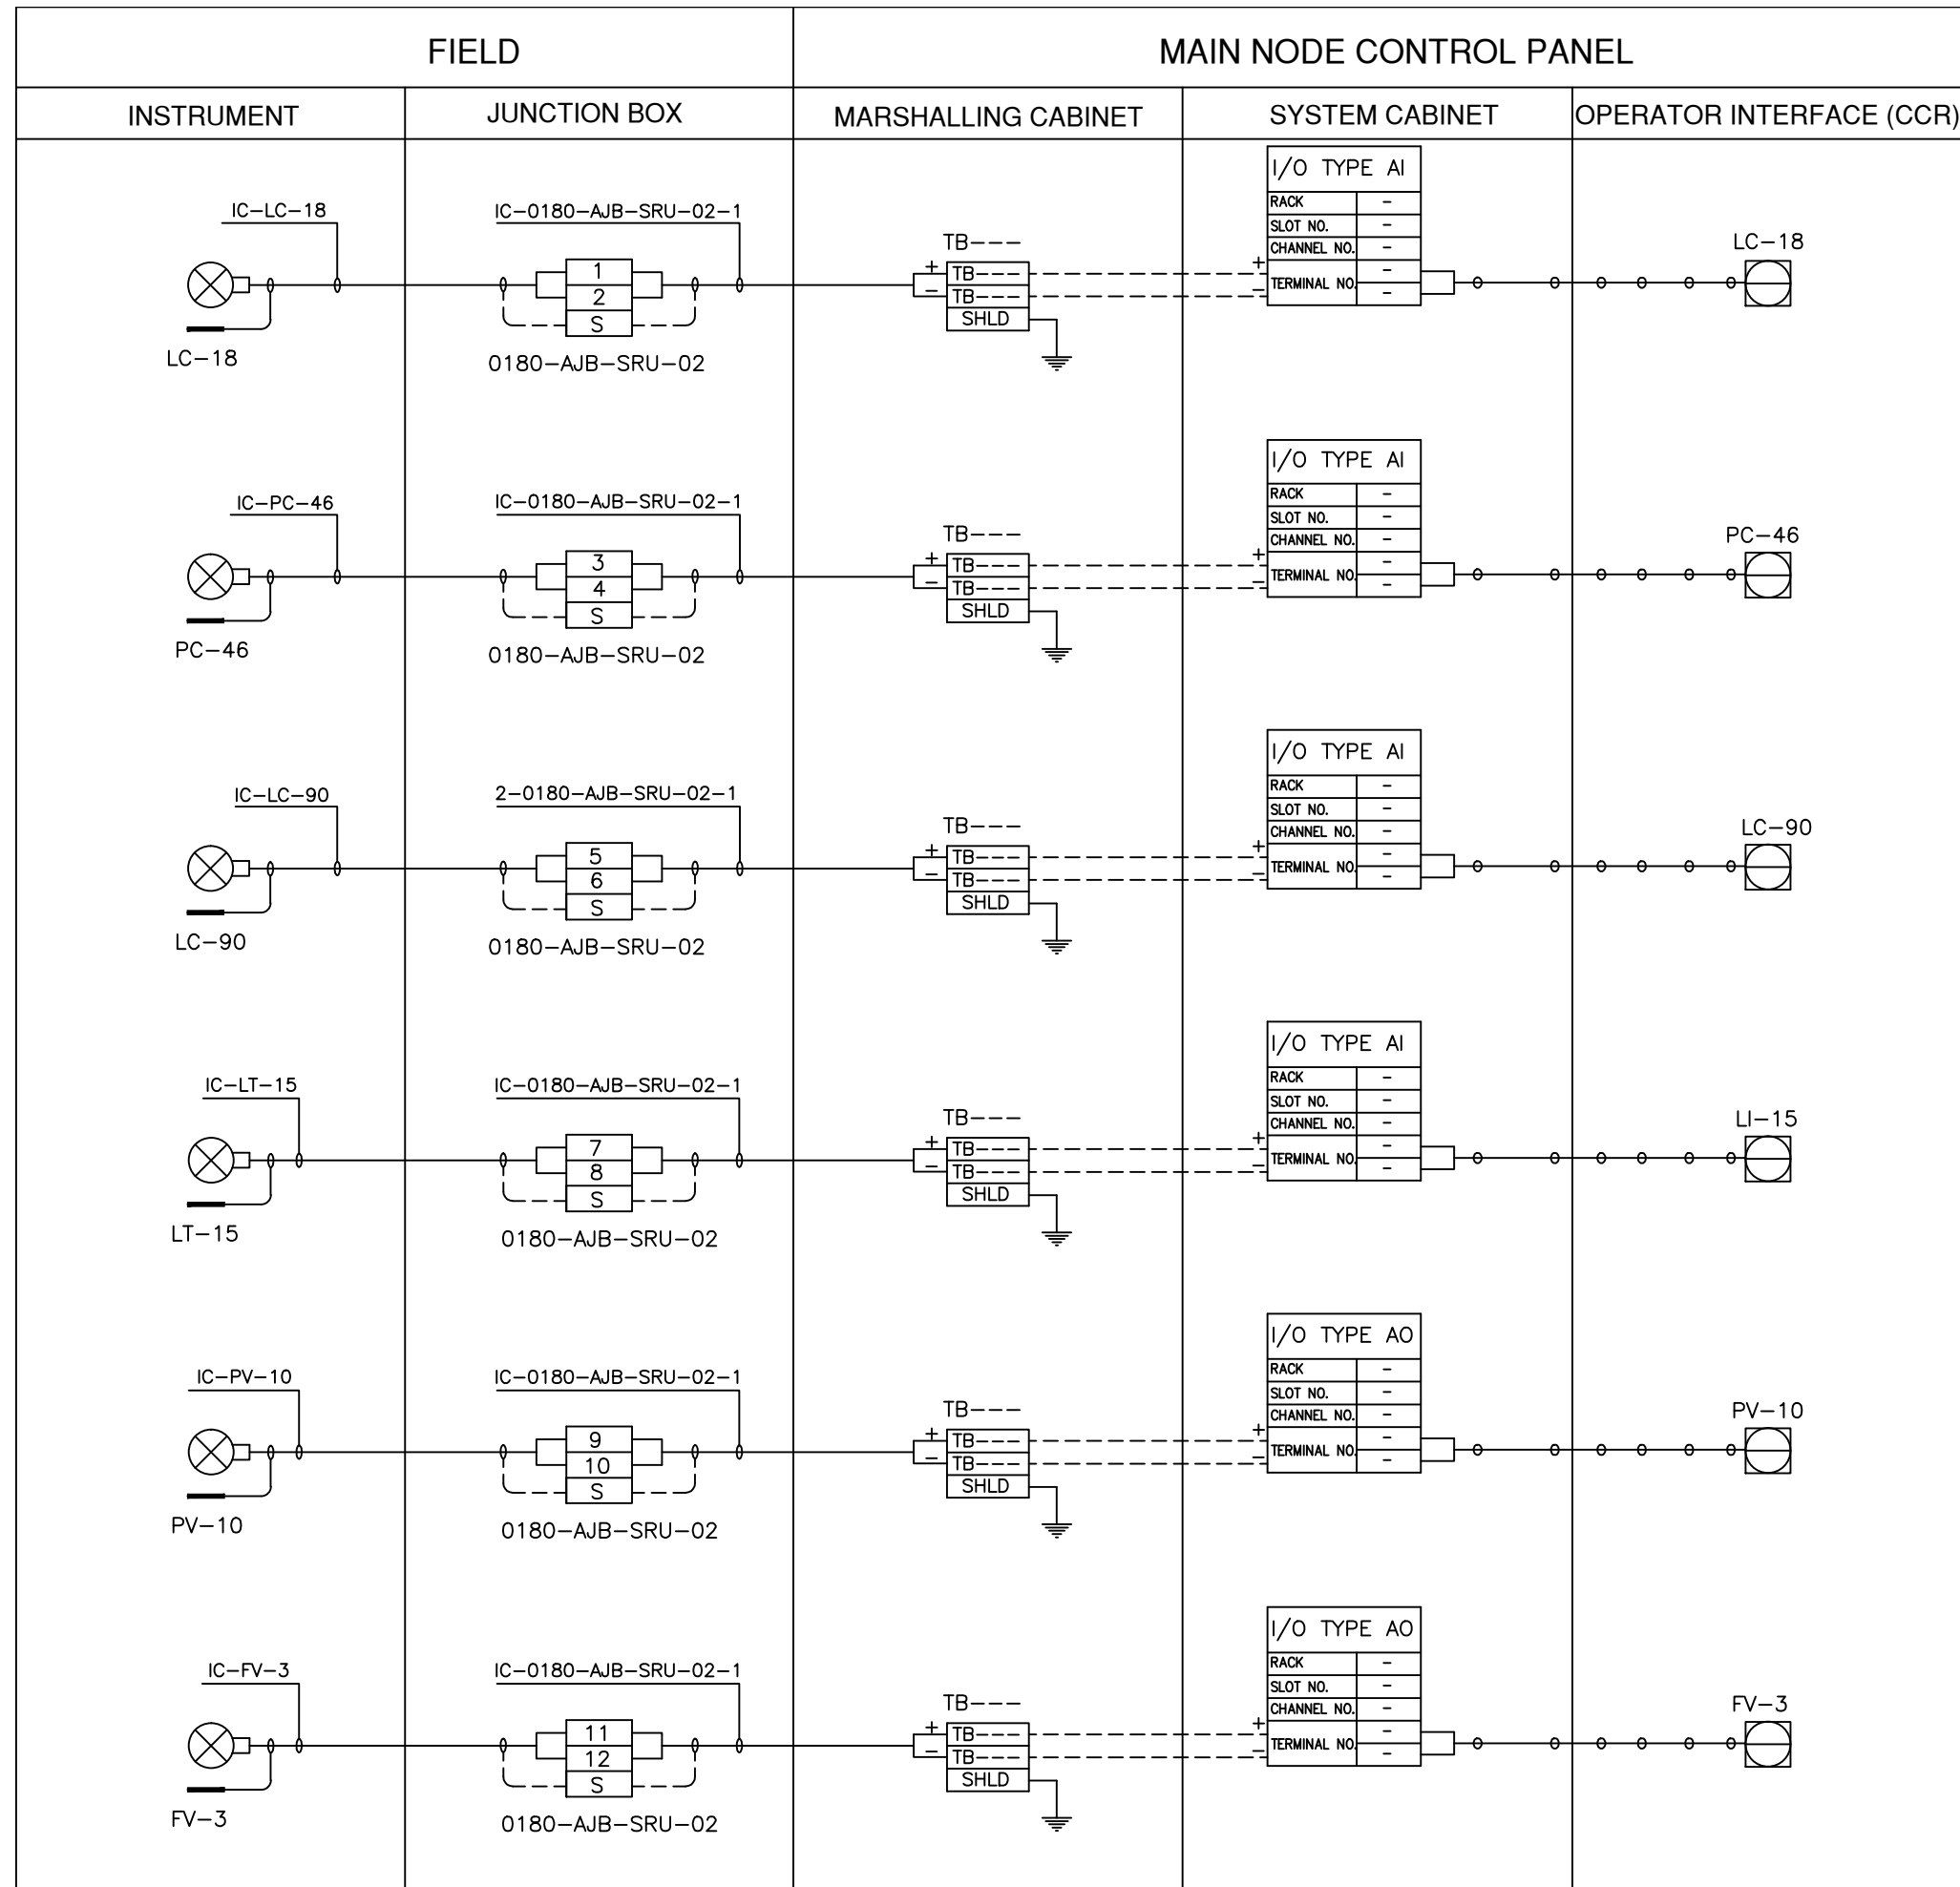 FIELD
MAIN NODE CONTROL PANEL
INSTRUMENT
JUNCTION BOX
MARSHALLING CABINET
SYSTEM CABINET
OPERATOR INTERFACE (CCR)
IC-LC-18
LC-18
IC-0180-AJB-SRU-02-1
1
2
S
0180-AJB-SRU-02
TB---
+ TB----
- TB----
SHLD
I/O TYPE AI
RACK -
SLOT NO. -
CHANNEL NO. -
+ -
TERMINAL NO.
- -
LC-18
IC-PC-46
PC-46
IC-0180-AJB-SRU-02-1
3
4
S
0180-AJB-SRU-02
TB---
+ TB----
- TB----
SHLD
I/O TYPE AI
RACK -
SLOT NO. -
CHANNEL NO. -
+ -
TERMINAL NO.
- -
PC-46
IC-LC-90
LC-90
2-0180-AJB-SRU-02-1
5
6
S
0180-AJB-SRU-02
TB---
+ TB----
- TB----
SHLD
I/O TYPE AI
RACK -
SLOT NO. -
CHANNEL NO. -
+ -
TERMINAL NO.
- -
LC-90
IC-LT-15
LT-15
IC-0180-AJB-SRU-02-1
7
8
S
0180-AJB-SRU-02
TB---
+ TB----
- TB----
SHLD
I/O TYPE AI
RACK -
SLOT NO. -
CHANNEL NO. -
+ -
TERMINAL NO.
- -
LI-15
IC-PV-10
PV-10
IC-0180-AJB-SRU-02-1
9
10
S
0180-AJB-SRU-02
TB---
+ TB----
- TB----
SHLD
I/O TYPE AO
RACK -
SLOT NO. -
CHANNEL NO. -
+ -
TERMINAL NO.
- -
PV-10
IC-FV-3
FV-3
IC-0180-AJB-SRU-02-1
11
12
S
0180-AJB-SRU-02
TB---
+ TB----
- TB----
SHLD
I/O TYPE AO
RACK -
SLOT NO. -
CHANNEL NO. -
+ -
TERMINAL NO.
- -
FV-3